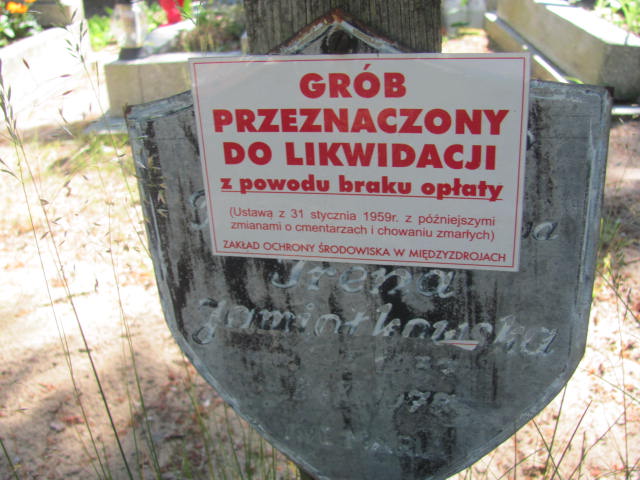 GRÓB
PRZEZNACZONY
DO LIKWIDACJI
z powodu braku opłaty
(Ustawa z 31 stycznia 1959r. z późniejszymi
zmianami o cmentarzach i chowaniu zmarłych)
ZAKŁAD OCHRONY ŚRODOWISKA W MIĘDZYZDROJACH
Irena
Jamiołkowska